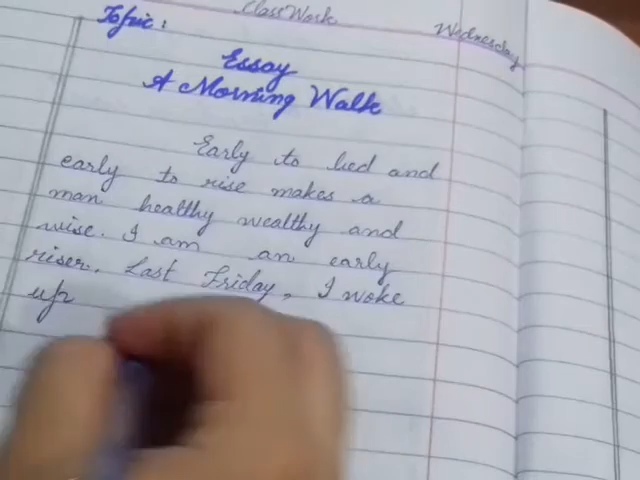 Class Work
Wednesday
Topic:
Essay
A Morning Walk
Early to bed and
early to rise makes a
man healthy wealthy and
wise. I am an early
riser. Last Friday, I woke
up